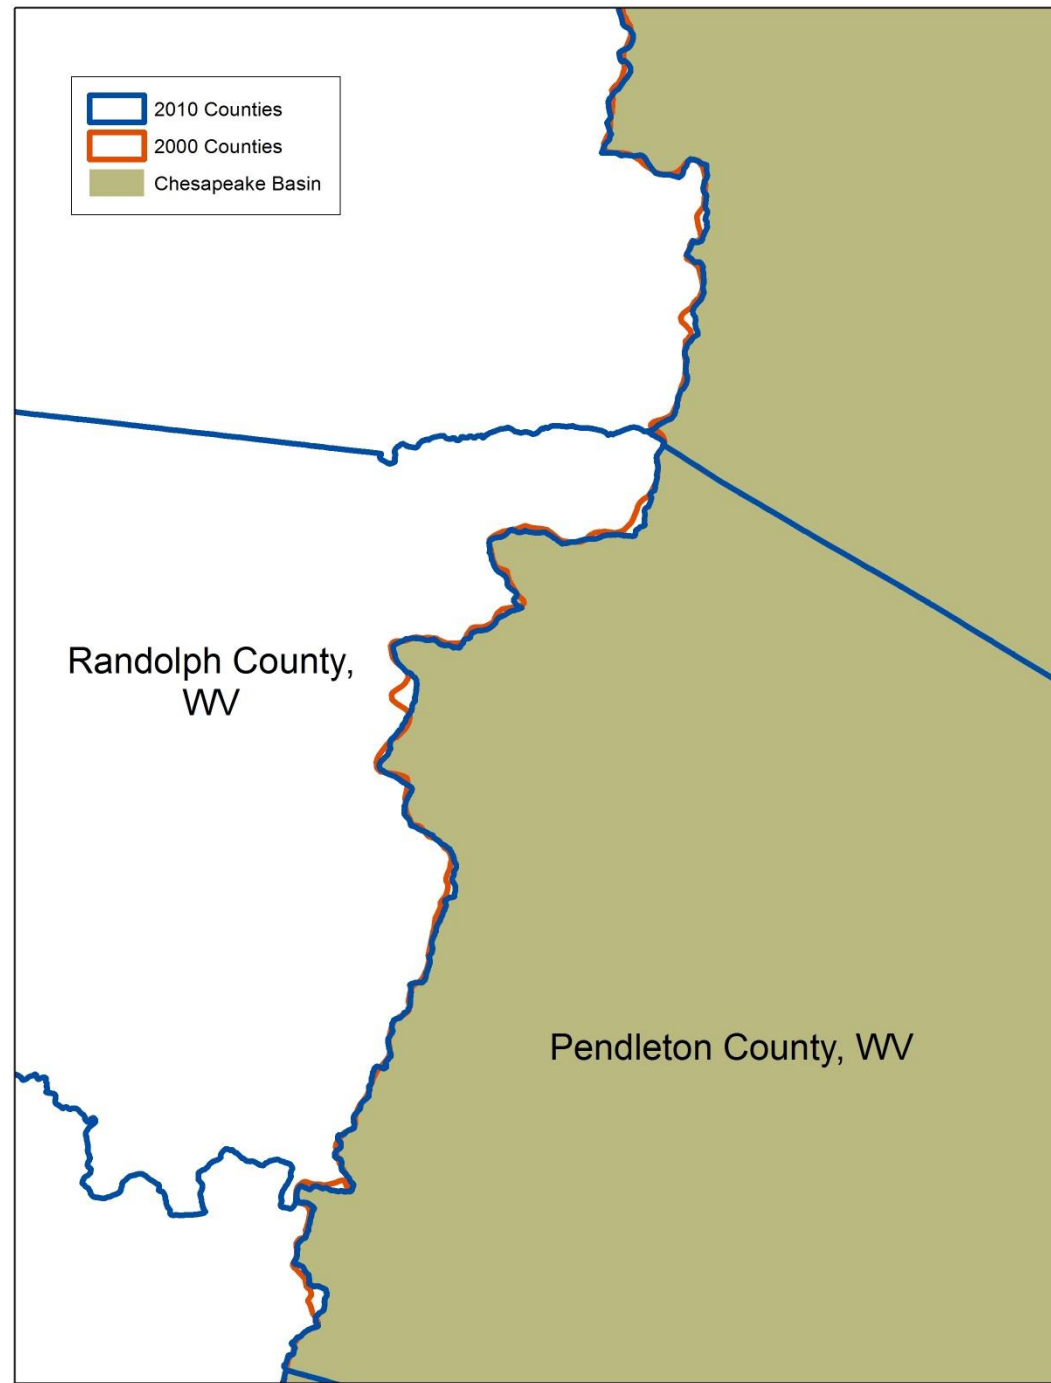 2010 Counties
2000 Counties
Chesapeake Basin
Randolph County,
WV
Pendleton County, WV